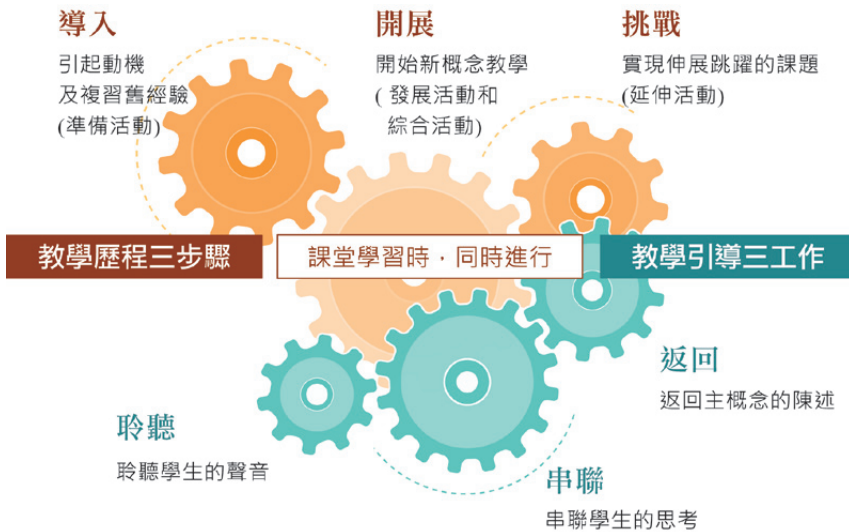 導入
引起動機
及複習舊經驗
(準備活動)
開展
開始新概念教學
( 發展活動和
綜合活動)
挑戰
實現伸展跳躍的課題
(延伸活動)
教學歷程三步驟
課堂學習時，同時進行
教學引導三工作
聆聽
聆聽學生的聲音
串聯
串聯學生的思考
返回
返回主概念的陳述